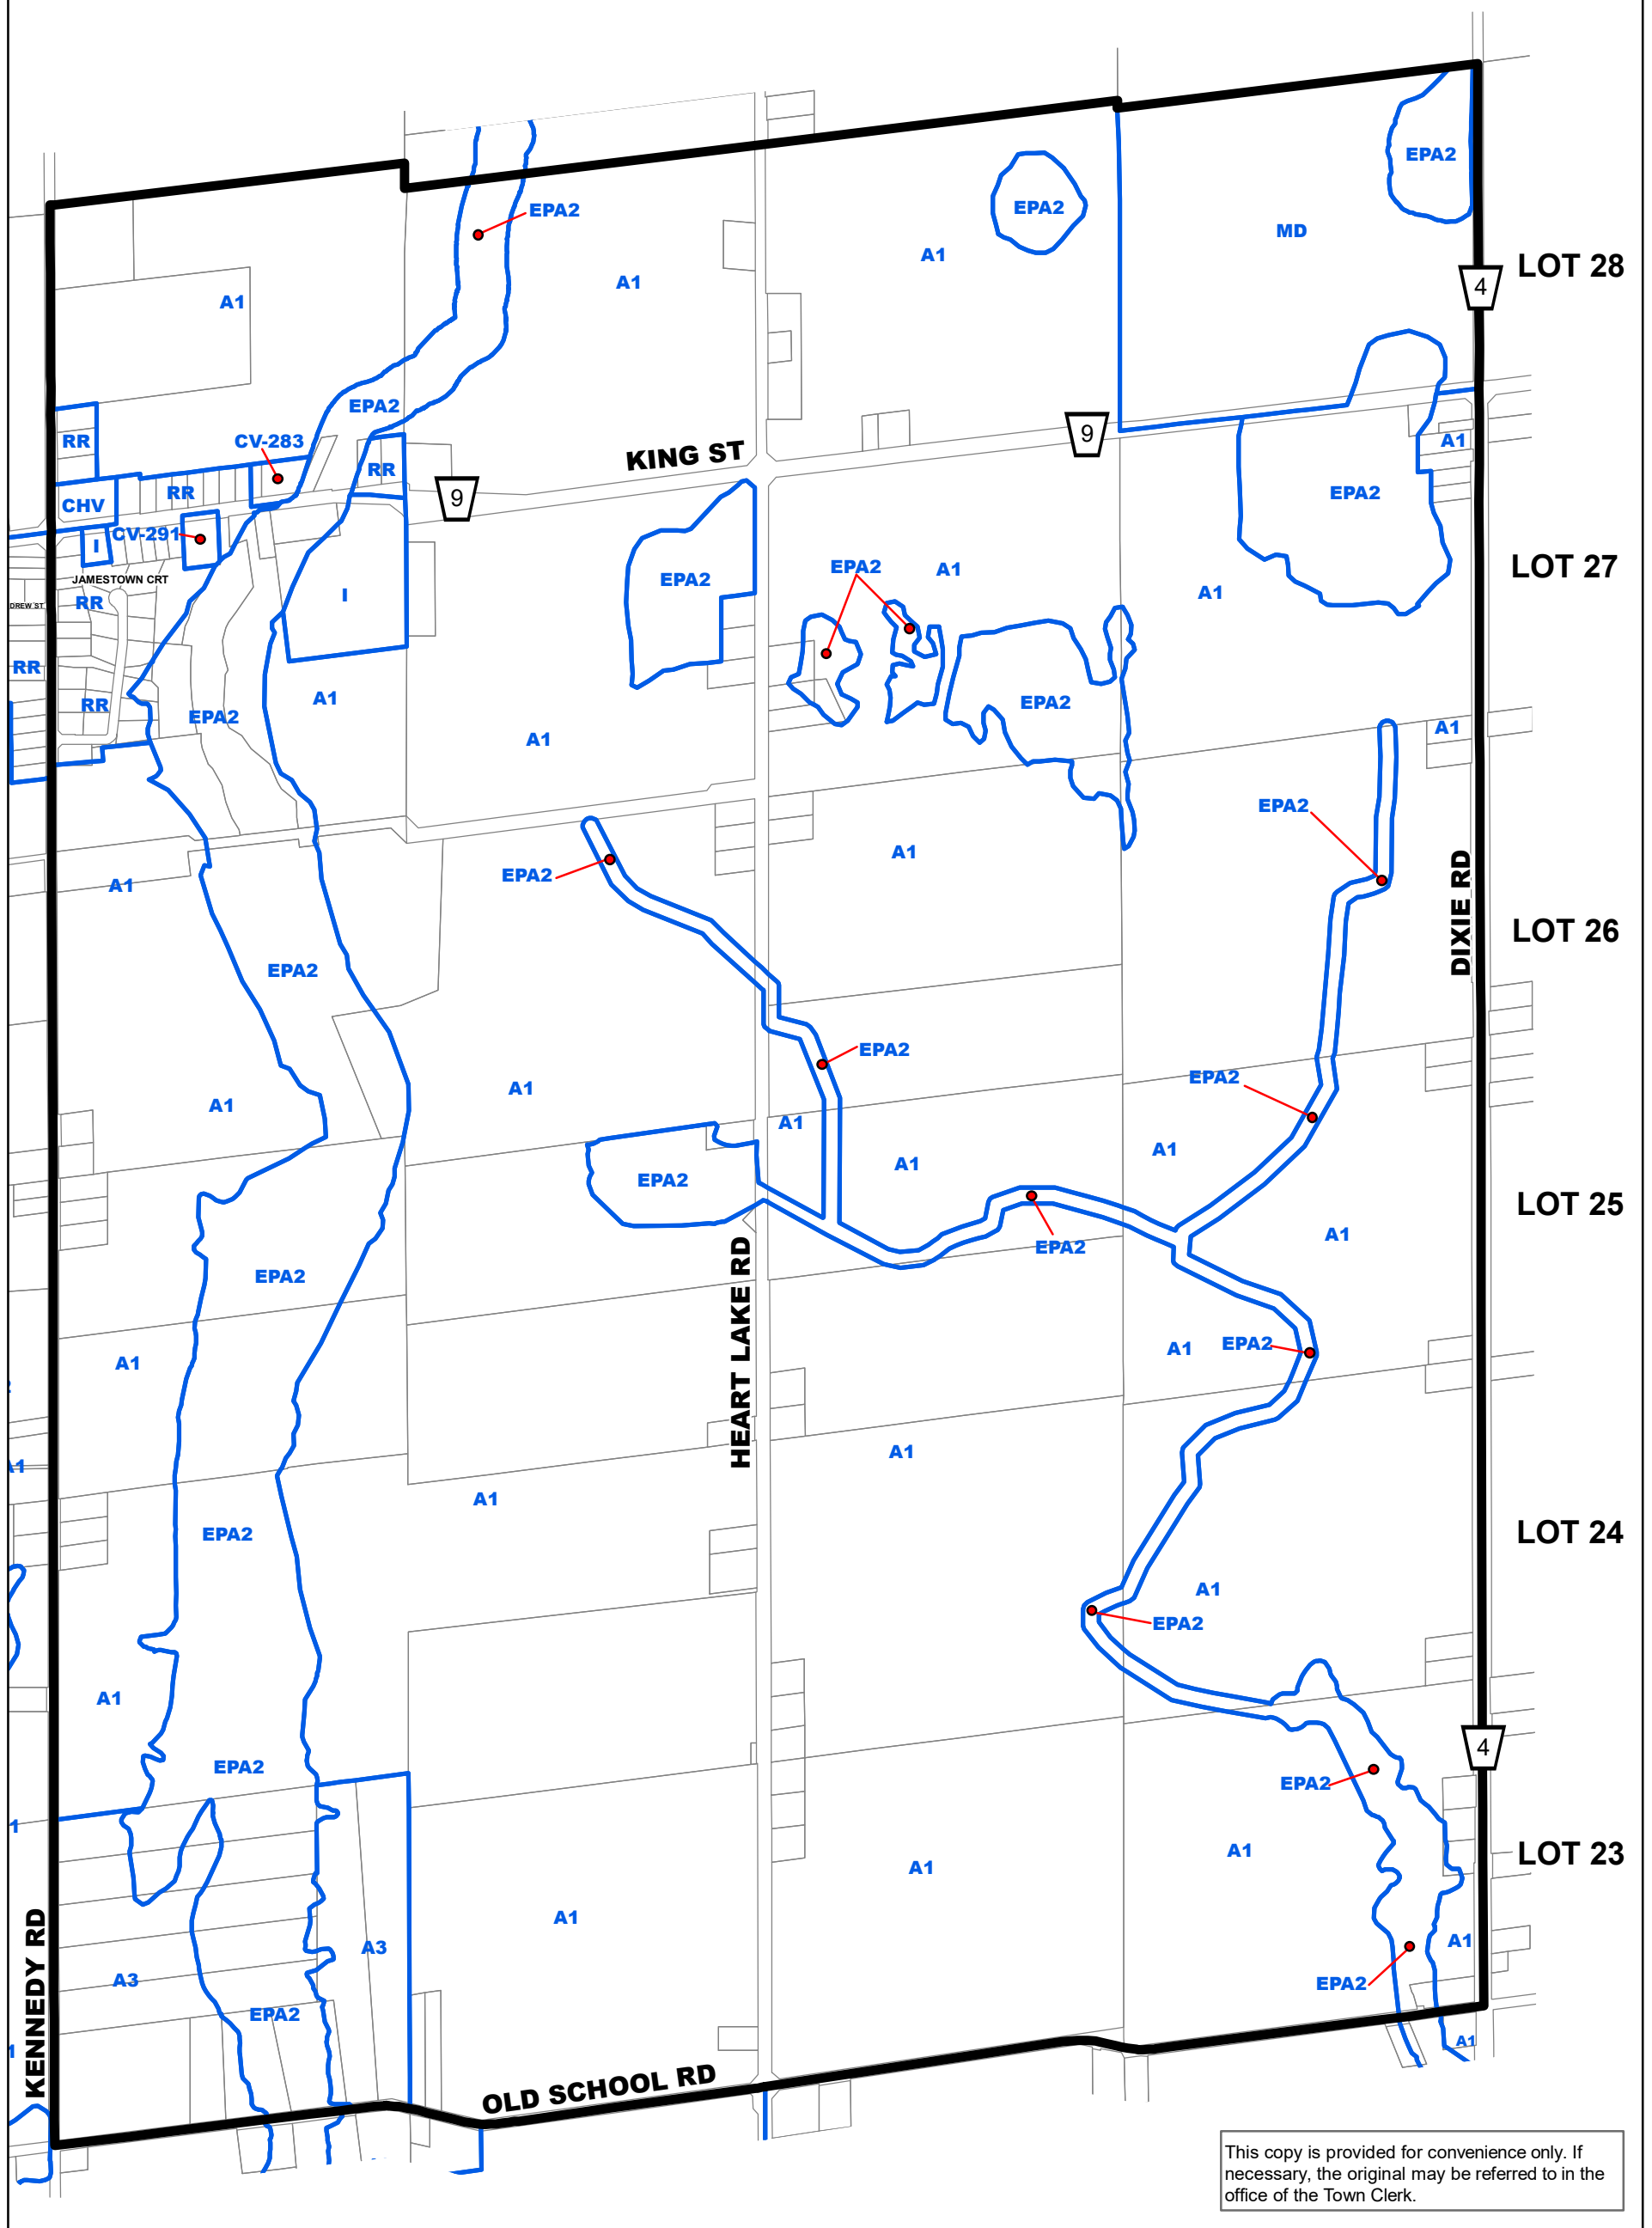 EPA2
EPA2
EPA2
MD
A1
LOT 28
A1
4
A1
EPA2
9
RR
CV-283
A1
KING ST
RR
RR
EPA2
9
CHV
CV-291
I
EPA2
A1
LOT 27
JAMESTOWN CRT
EPA2
I
A1
RR
DREW ST
RR
A1
EPA2
RR
EPA2
A1
A1
EPA2
A1
EPA2
A1
DIXIE RD
LOT 26
EPA2
EPA2
EPA2
A1
A1
A1
A1
A1
LOT 25
EPA2
A1
EPA2
EPA2
HEART LAKE RD
A1
EPA2
A1
A1
A1
A1
EPA2
LOT 24
A1
EPA2
A1
4
EPA2
EPA2
1
A1
LOT 23
A1
A1
KENNEDY RD
A3
A1
A3
EPA2
EPA2
A1
1
OLD SCHOOL RD
This copy is provided for convenience only. If
necessary, the original may be referred to in the
office of the Town Clerk.